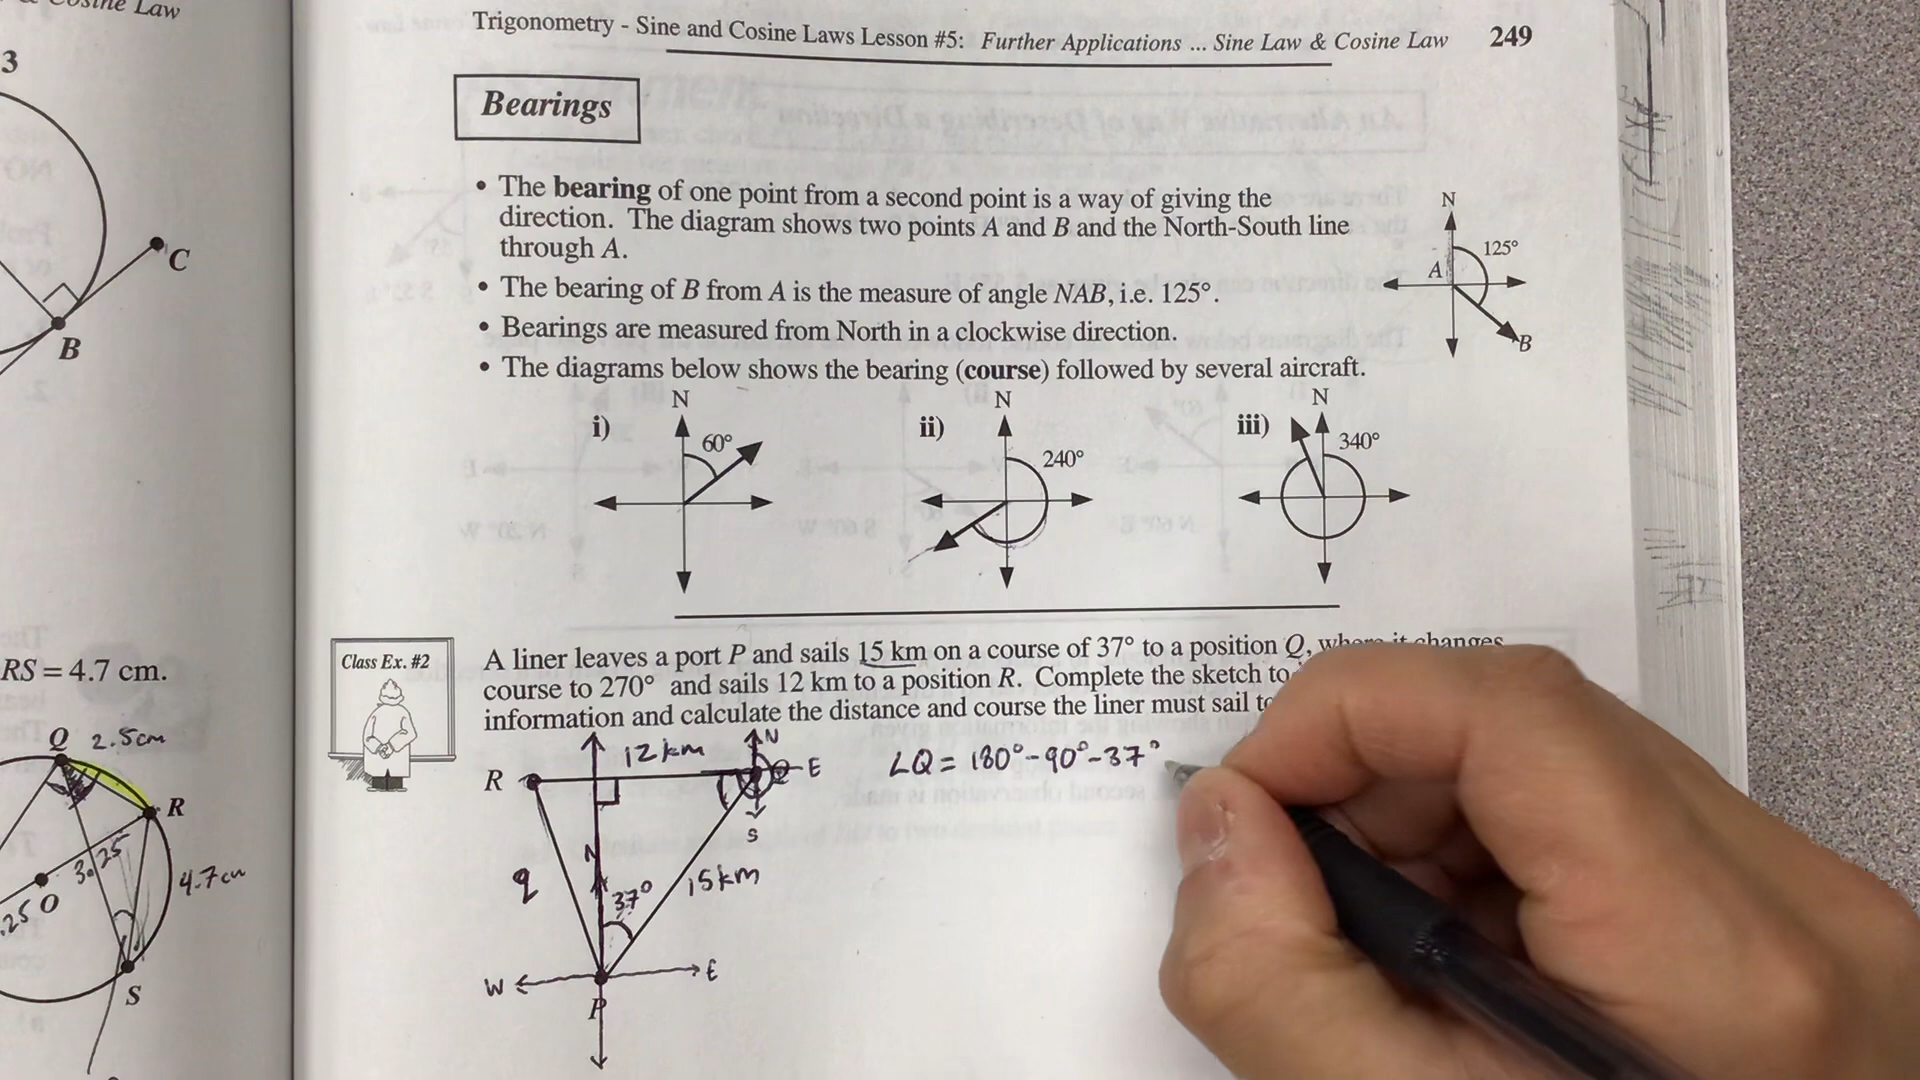 & Cosine Law
3
C
B
RS = 4.7 cm.
Q 2.5cm
R
3.25
4.7cm
.25 O
S
Trigonometry - Sine and Cosine Laws Lesson #5: Further Applications ... Sine Law & Cosine Law 249
Bearings
• The bearing of one point from a second point is a way of giving the
direction. The diagram shows two points A and B and the North-South line
through A.
• The bearing of B from A is the measure of angle NAB, i.e. 125°.
• Bearings are measured from North in a clockwise direction.
• The diagrams below shows the bearing (course) followed by several aircraft.
N
125°
A
B
i) N 60°
ii) N 240°
iii) N 340°
Class Ex. #2
A liner leaves a port P and sails 15 km on a course of 37° to a position Q, where it changes
course to 270° and sails 12 km to a position R. Complete the sketch to
information and calculate the distance and course the liner must sail
R 12km N
Q E
S
N
q 37° 15km
W E
P
∠Q = 180°-90°-37°